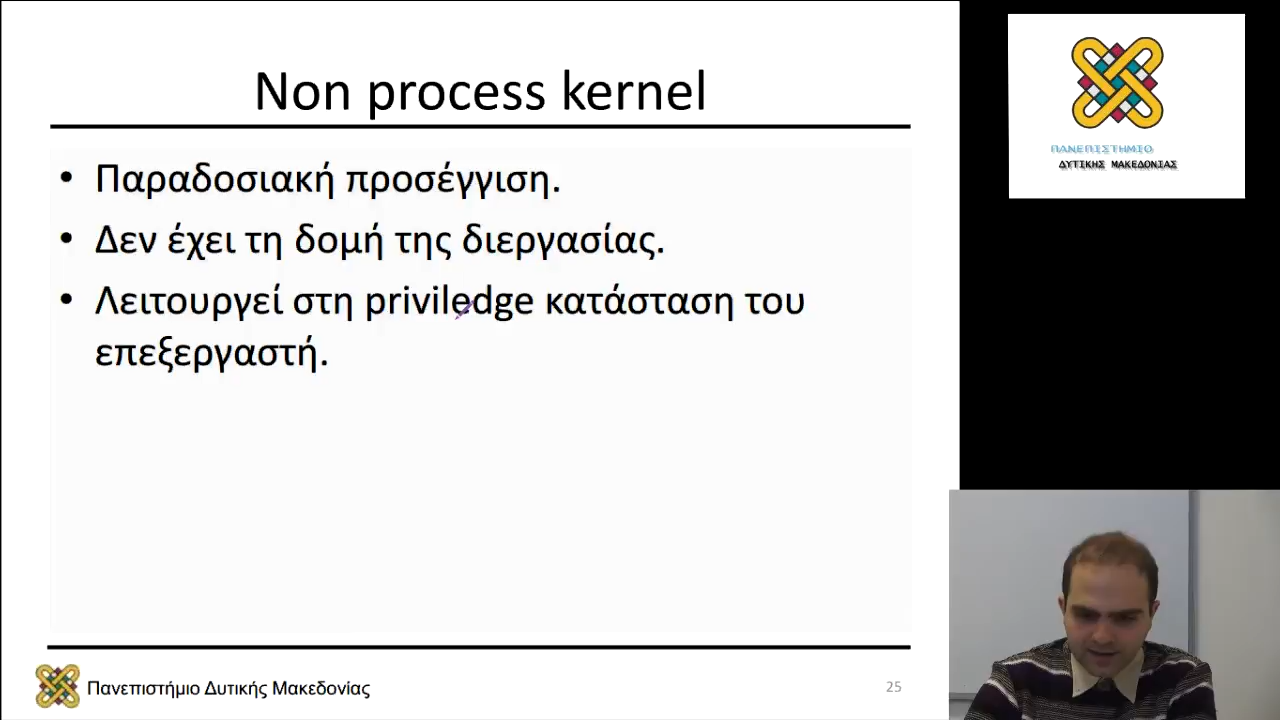 Non process kernel
• Παραδοσιακή προσέγγιση.
• Δεν έχει τη δομή της διεργασίας.
• Λειτουργεί στη priviledge κατάσταση του
επεξεργαστή.
Πανεπιστήμιο Δυτικής Μακεδονίας
25
ΠΑΝΕΠΙΣΤΗΜΙΟ
ΔΥΤΙΚΗΣ ΜΑΚΕΔΟΝΙΑΣ